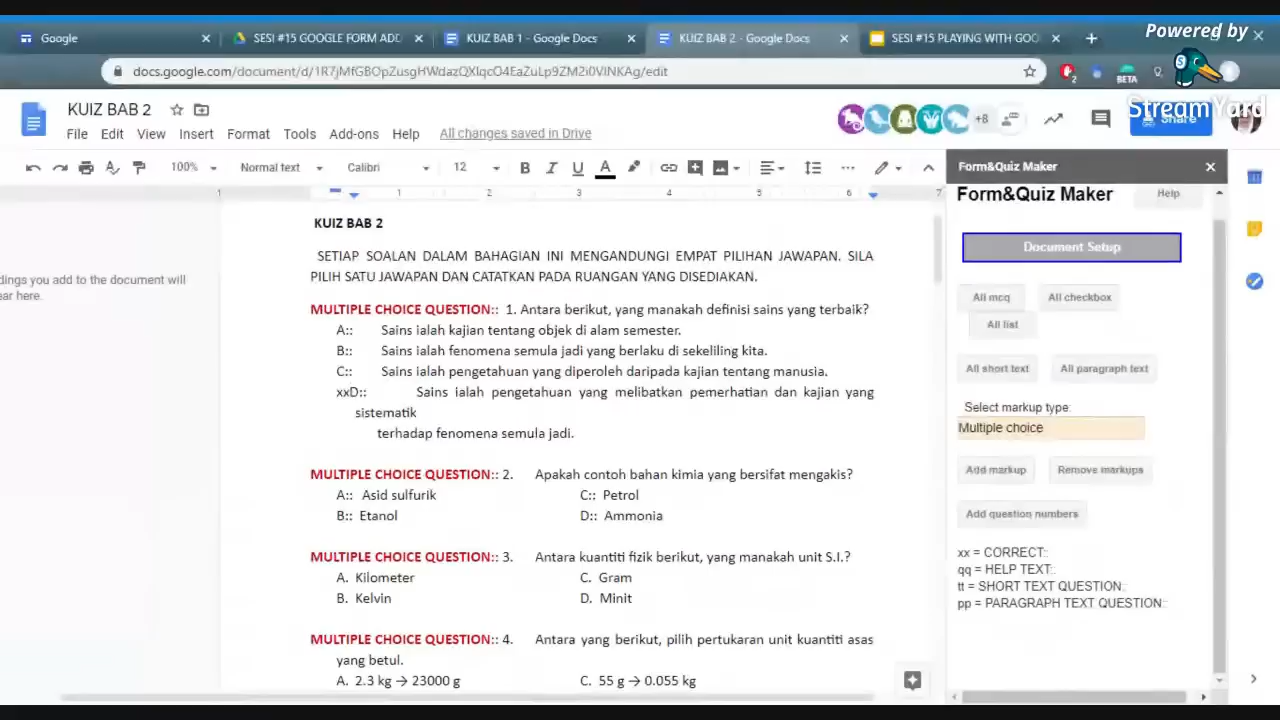 Powered by
StreamYard
Google
SESI #15 GOOGLE FORM ADD
KUIZ BAB 1 - Google Docs
KUIZ BAB 2 - Google Docs
SESI #15 PLAYING WITH GOO
docs.google.com/document/d/
/edit
2
BETA
KUIZ BAB 2
File Edit View Insert Format Tools Add-ons Help All changes saved in Drive
+8
Share
100% Normal text Calibri 12 B I U A
1 1 2 3 4 5 6 7
dings you add to the document will
ear here.
KUIZ BAB 2
SETIAP SOALAN DALAM BAHAGIAN INI MENGANDUNGI EMPAT PILIHAN JAWAPAN. SILA
PILIH SATU JAWAPAN DAN CATATKAN PADA RUANGAN YANG DISEDIAKAN.
MULTIPLE CHOICE QUESTION:: 1. Antara berikut, yang manakah definisi sains yang terbaik?
A:: Sains ialah kajian tentang objek di alam semester.
B:: Sains ialah fenomena semula jadi yang berlaku di sekeliling kita.
C:: Sains ialah pengetahuan yang diperoleh daripada kajian tentang manusia.
xxD:: Sains ialah pengetahuan yang melibatkan pemerhatian dan kajian yang
sistematik
terhadap fenomena semula jadi.
MULTIPLE CHOICE QUESTION:: 2. Apakah contoh bahan kimia yang bersifat mengakis?
A:: Asid sulfurik C:: Petrol
B:: Etanol D:: Ammonia
MULTIPLE CHOICE QUESTION:: 3. Antara kuantiti fizik berikut, yang manakah unit S.I.?
A. Kilometer C. Gram
B. Kelvin D. Minit
MULTIPLE CHOICE QUESTION:: 4. Antara yang berikut, pilih pertukaran unit kuantiti asas
yang betul.
A. 2.3 kg → 23000 g C. 55 g → 0.055 kg
Form&Quiz Maker
Form&Quiz Maker Help
Document Setup
All mcq All checkbox
All list
All short text All paragraph text
Select markup type:
Multiple choice
Add markup Remove markups
Add question numbers
xx = CORRECT::
qq = HELP TEXT::
tt = SHORT TEXT QUESTION::
pp = PARAGRAPH TEXT QUESTION::